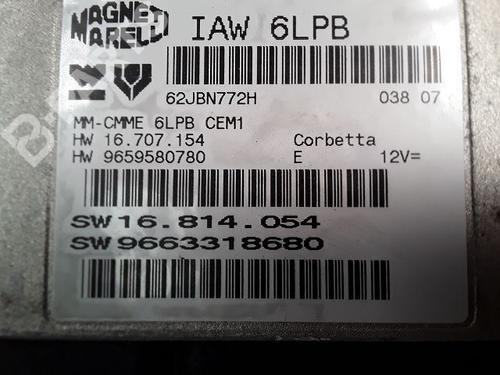 MAGNETI IAW 6LPB
MARELLI
62JBN772H 038 07
MM-CMME 6LPB CEM1
HW 16.707.154 Corbetta
HW 9659580780 E 12V=
SW 16.814.054
SW 9663318680